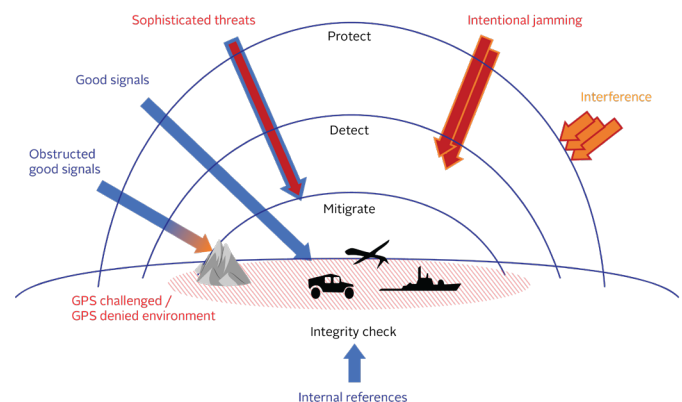 Sophisticated threats
Intentional jamming
Protect
Good signals
Interference
Detect
Obstructed
good signals
Mitigrate
GPS challenged /
GPS denied environment
Integrity check
Internal references